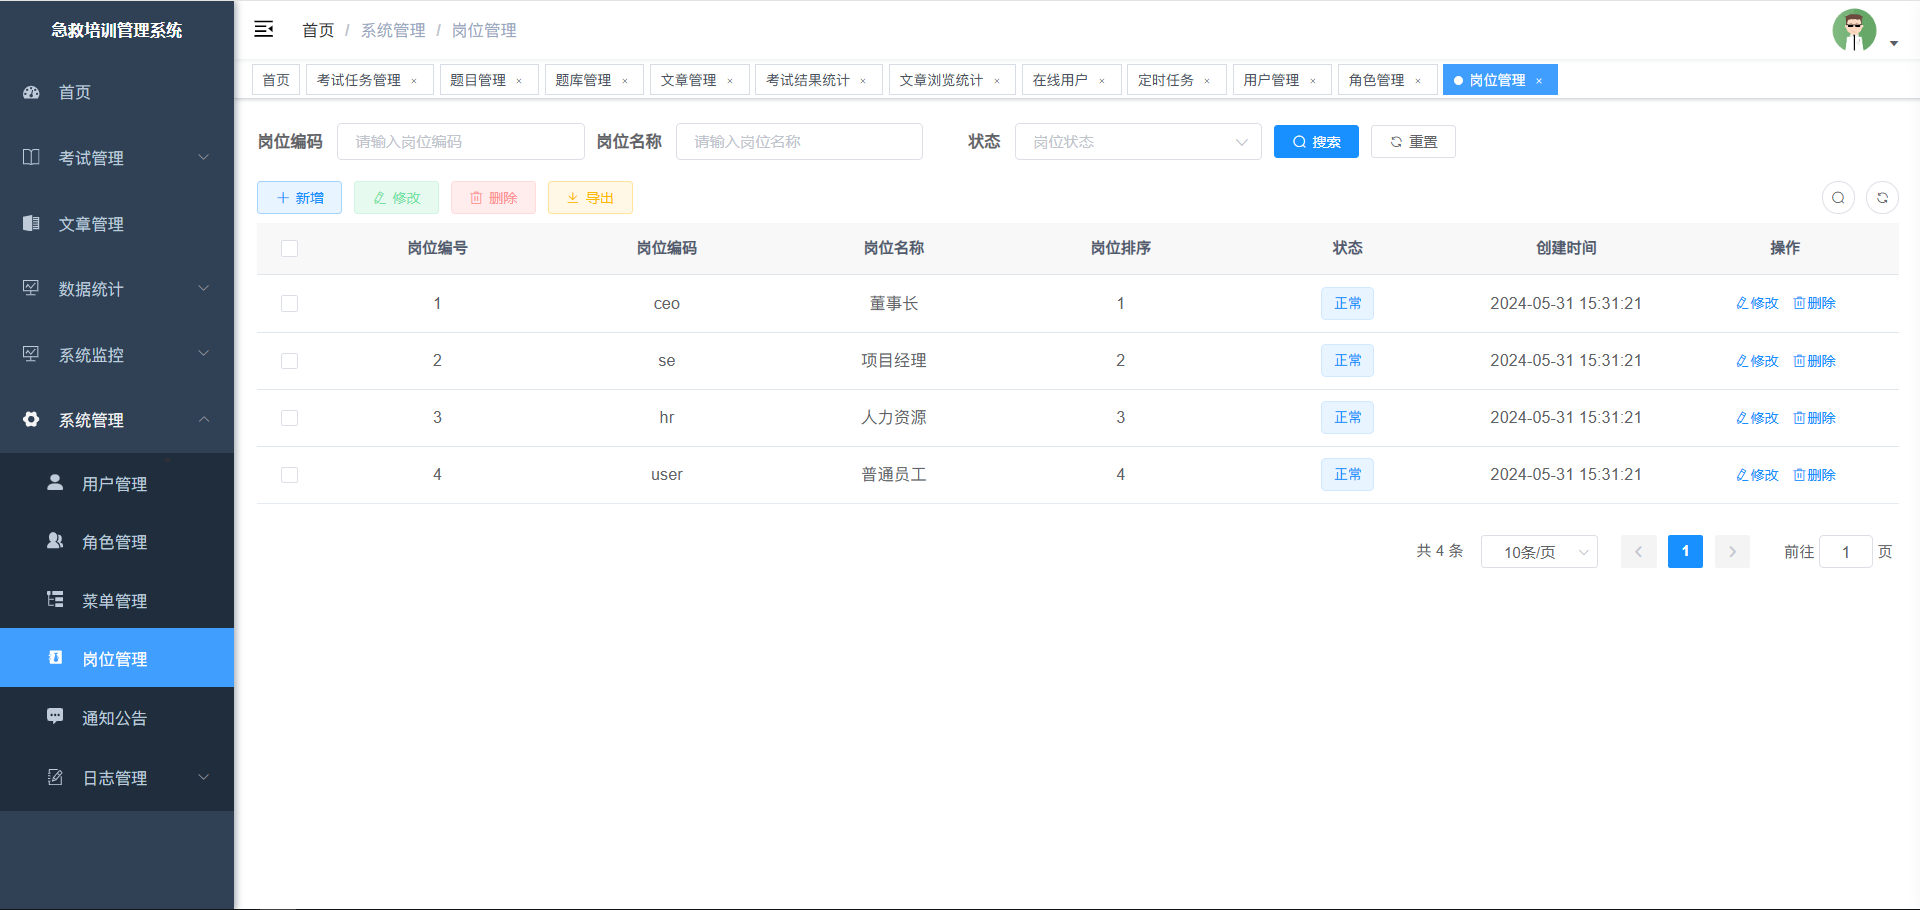 急救培训管理系统
首页
考试管理
文章管理
数据统计
系统监控
系统管理
用户管理
角色管理
菜单管理
岗位管理
通知公告
日志管理
首页 / 系统管理 / 岗位管理
首页 考试任务管理 × 题目管理 × 题库管理 × 文章管理 × 考试结果统计 × 文章浏览统计 × 在线用户 × 定时任务 × 用户管理 × 角色管理 × 岗位管理 ×
岗位编码 请输入岗位编码 岗位名称 请输入岗位名称 状态 岗位状态 搜索 重置
新增 修改 删除 导出
岗位编号 岗位编码 岗位名称 岗位排序 状态 创建时间 操作
1 ceo 董事长 1 正常 2024-05-31 15:31:21 修改 删除
2 se 项目经理 2 正常 2024-05-31 15:31:21 修改 删除
3 hr 人力资源 3 正常 2024-05-31 15:31:21 修改 删除
4 user 普通员工 4 正常 2024-05-31 15:31:21 修改 删除
共 4 条 10条/页 1 前往 1 页